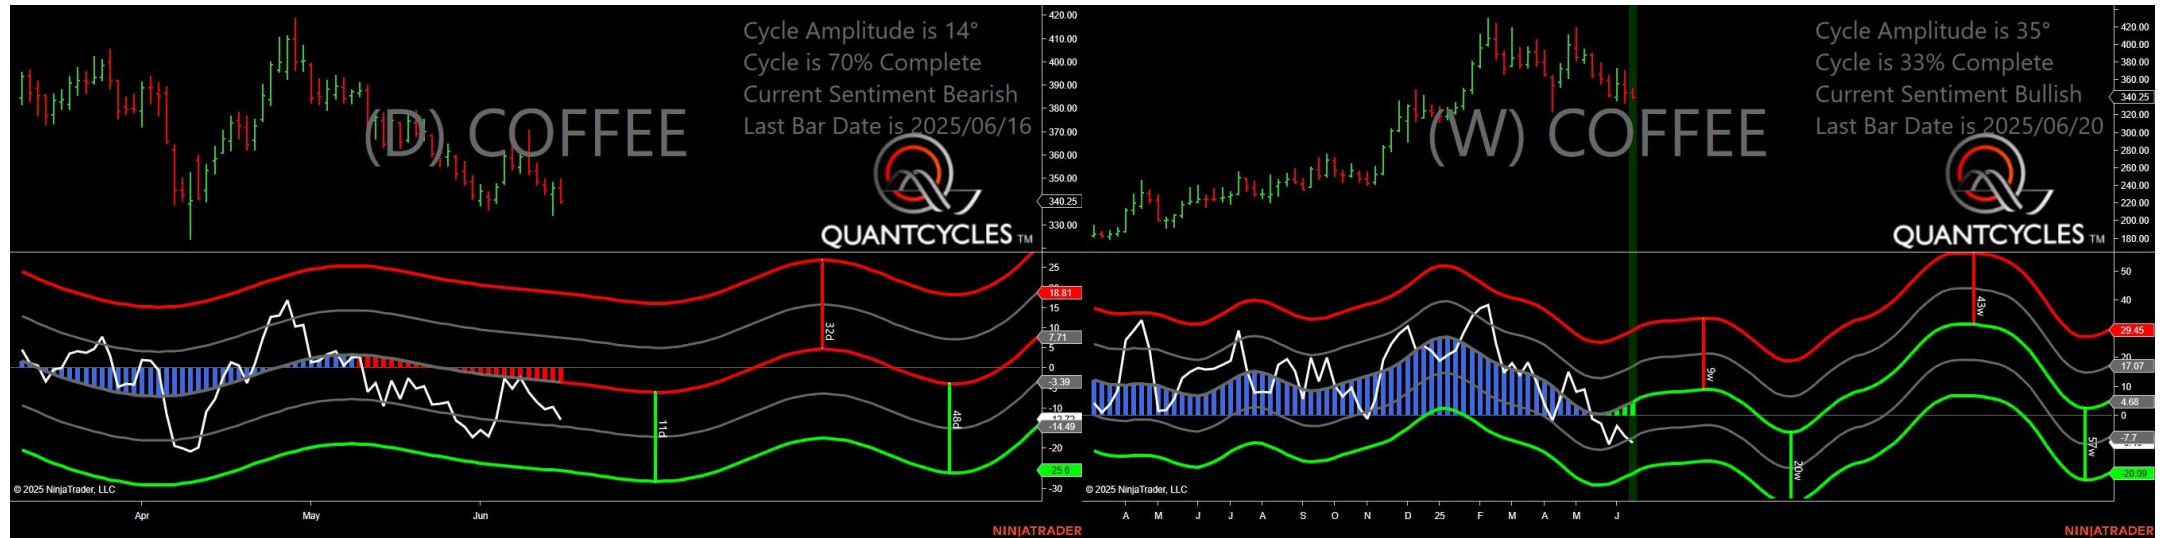 Cycle Amplitude is 14°
Cycle is 70% Complete
Current Sentiment Bearish
Last Bar Date is 2025/06/16
(D) COFFEE
QUANTCYCLES TM
420.00
410.00
400.00
390.00
380.00
370.00
360.00
350.00
340.25
330.00
25
18.81
15
10
7.71
5
0
-3.39
-10
-14.49
-20
-25.6
-30
11d
32d
48d
© 2025 NinjaTrader, LLC
Apr May Jun
NINJATRADER
Cycle Amplitude is 35°
Cycle is 33% Complete
Current Sentiment Bullish
Last Bar Date is 2025/06/20
(W) COFFEE
QUANTCYCLES TM
420.00
400.00
380.00
360.00
340.25
320.00
300.00
280.00
260.00
240.00
220.00
200.00
180.00
50
40
29.45
20
17.07
10
4.68
0
-7.7
-20.09
9w
20w
43w
57w
© 2025 NinjaTrader, LLC
A M J J A S O N D 25 F M A M J
NINJATRADER